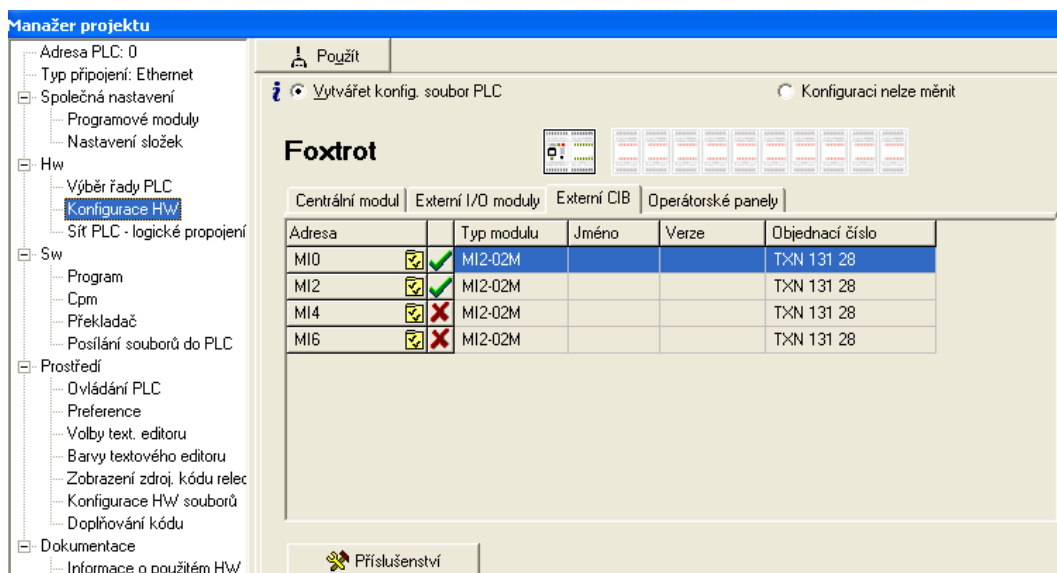 Manažer projektu
Adresa PLC: 0
Typ připojení: Ethernet
Společná nastavení
Programové moduly
Nastavení složek
Hw
Výběr řady PLC
Konfigurace HW
Síť PLC - logické propojení
Sw
Program
Cpm
Překladač
Posílání souborů do PLC
Prostředí
Ovládání PLC
Preference
Volby text. editoru
Barvy textového editoru
Zobrazení zdroj. kódu relec
Konfigurace HW souborů
Doplňování kódu
Dokumentace
Informace o použitém HW
Použít
Vytvářet konfig. soubor PLC Konfiguraci nelze měnit
Foxtrot
Centrální modul Externí I/O moduly Externí CIB Operátorské panely
Adresa Typ modulu Jméno Verze Objednací číslo
MI0 MI2-02M TXN 131 28
MI2 MI2-02M TXN 131 28
MI4 MI2-02M TXN 131 28
MI6 MI2-02M TXN 131 28
Příslušenství